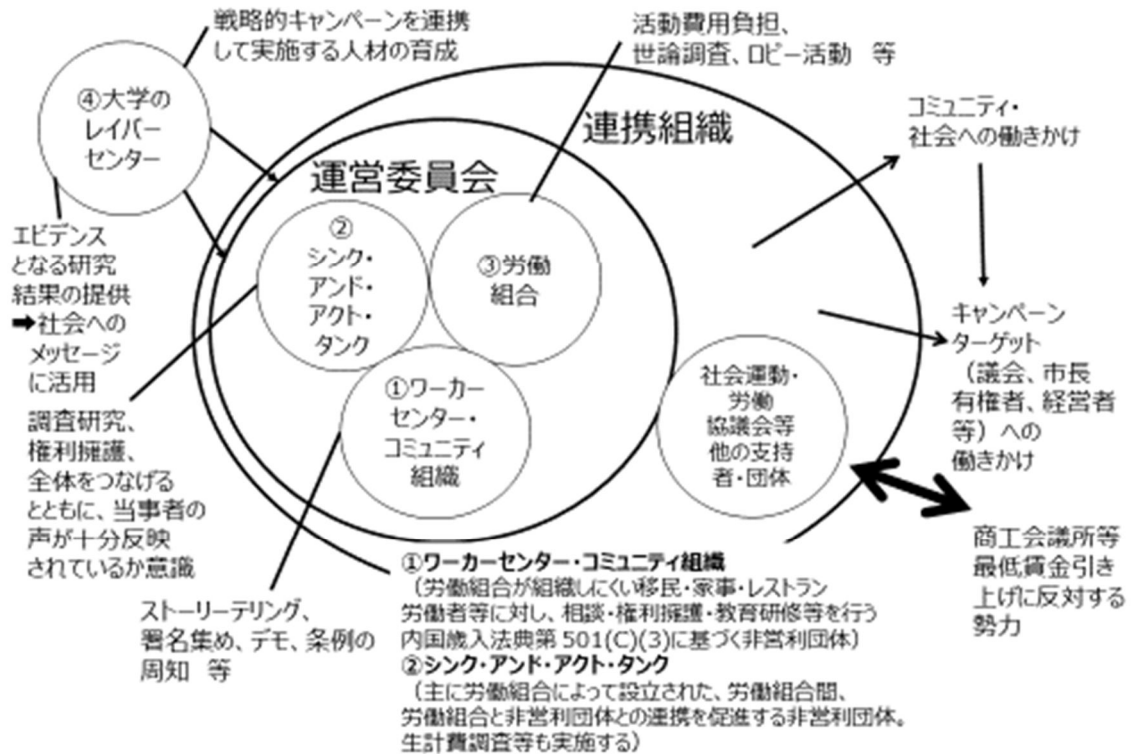 戦略的キャンペーンを連携
して実施する人材の育成
活動費用負担、
世論調査、ロビー活動 等
④大学の
レイバー
センター
連携組織
コミュニティ・
社会への働きかけ
運営委員会
エビデンス
となる研究
結果の提供
➡社会への
メッセージ
に活用
②
シンク・
アンド・
アクト・
タンク
③労働
組合
①ワーカー
センター・
コミュニティ
組織
社会運動・
労働
協議会等
他の支持
者・団体
キャンペーン
ターゲット
（議会、市長
有権者、経営者
等）への
働きかけ
調査研究、
権利擁護、
全体をつなげる
とともに、当事者の
声が十分反映
されているか意識
商工会議所等
最低賃金引き
上げに反対する
勢力
ストーリーテリング、
署名集め、デモ、条例の
周知 等
①ワーカーセンター・コミュニティ組織
（労働組合が組織しにくい移民・家事・レストラン
労働者等に対し、相談・権利擁護・教育研修等を行う
内国歳入法典第 501(C)(3)に基づく非営利団体）
②シンク・アンド・アクト・タンク
（主に労働組合によって設立された、労働組合間、
労働組合と非営利団体との連携を促進する非営利団体。
生計費調査等も実施する）